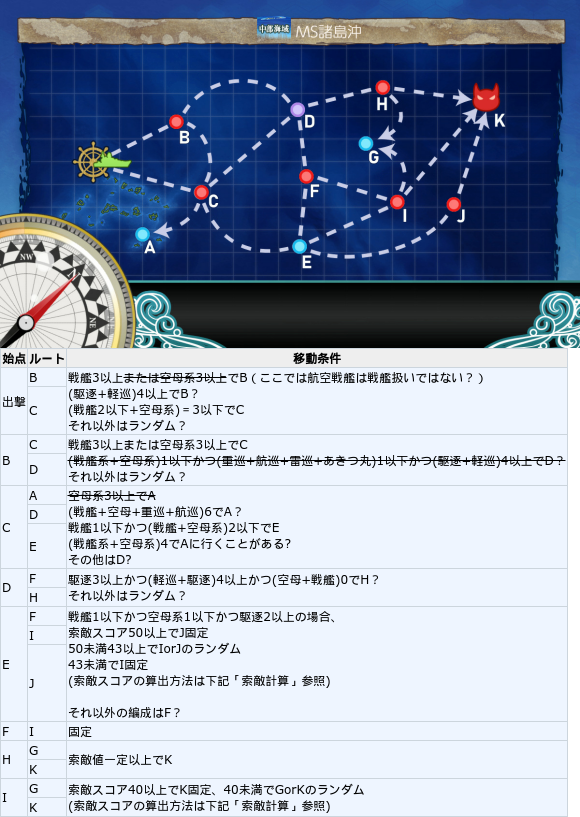 中部海域 MS諸島沖
H
K
D
B
G
F
C
I
J
A
E
NW
N
NE
始点 ルート 移動条件
出撃 B 戦艦3以上または空母系3以上でB（ここでは航空戦艦は戦艦扱いではない？）
C (駆逐+軽巡)4以上でB？
(戦艦2以下+空母系)＝3以下でC
それ以外はランダム？
B C 戦艦3以上または空母系3以上でC
D (戦艦系+空母系)1以下かつ(重巡+航巡+雷巡+あきつ丸)1以下かつ(駆逐+軽巡)4以上でD？
それ以外はランダム？
C A 空母系3以上でA
D (戦艦+空母+重巡+航巡)6でA？
E 戦艦1以下かつ(戦艦+空母系)2以下でE
(戦艦系+空母系)4でAに行くことがある?
その他はD?
D F 駆逐3以上かつ(軽巡+駆逐)4以上かつ(空母+戦艦)0でH？
H それ以外はランダム？
E F 戦艦1以下かつ空母系1以下かつ駆逐2以上の場合、
I 索敵スコア50以上でJ固定
J 50未満43以上でIorJのランダム
43未満でI固定
(索敵スコアの算出方法は下記「索敵計算」参照)
それ以外の編成はF？
F I 固定
H G 索敵値一定以上でK
K
I G 索敵スコア40以上でK固定、40未満でGorKのランダム
K (索敵スコアの算出方法は下記「索敵計算」参照)